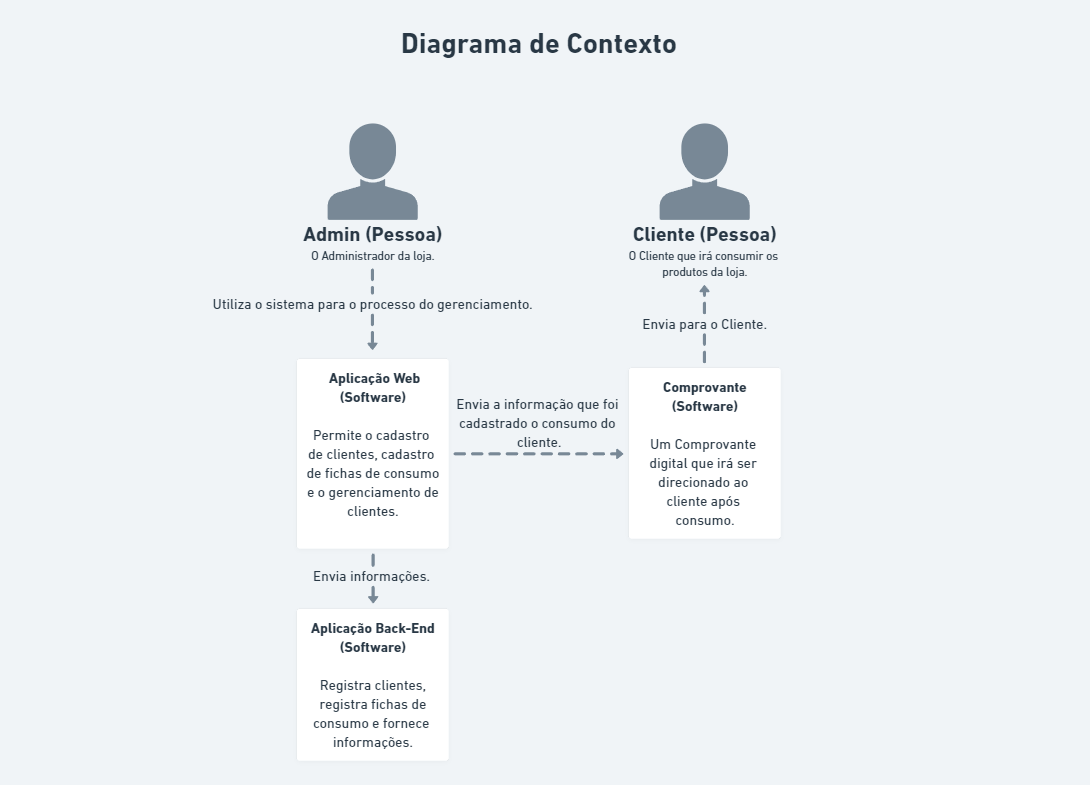 Diagrama de Contexto
Admin (Pessoa)
O Administrador da loja.
Utiliza o sistema para o processo do gerenciamento.
Aplicação Web
(Software)
Permite o cadastro
de clientes, cadastro
de fichas de consumo
e o gerenciamento de
clientes.
Envia informações.
Aplicação Back-End
(Software)
Registra clientes,
registra fichas de
consumo e fornece
informações.
Envia a informação que foi
cadastrado o consumo do
cliente.
Cliente (Pessoa)
O Cliente que irá consumir os
produtos da loja.
Envia para o Cliente.
Comprovante
(Software)
Um Comprovante
digital que irá ser
direcionado ao
cliente após
consumo.